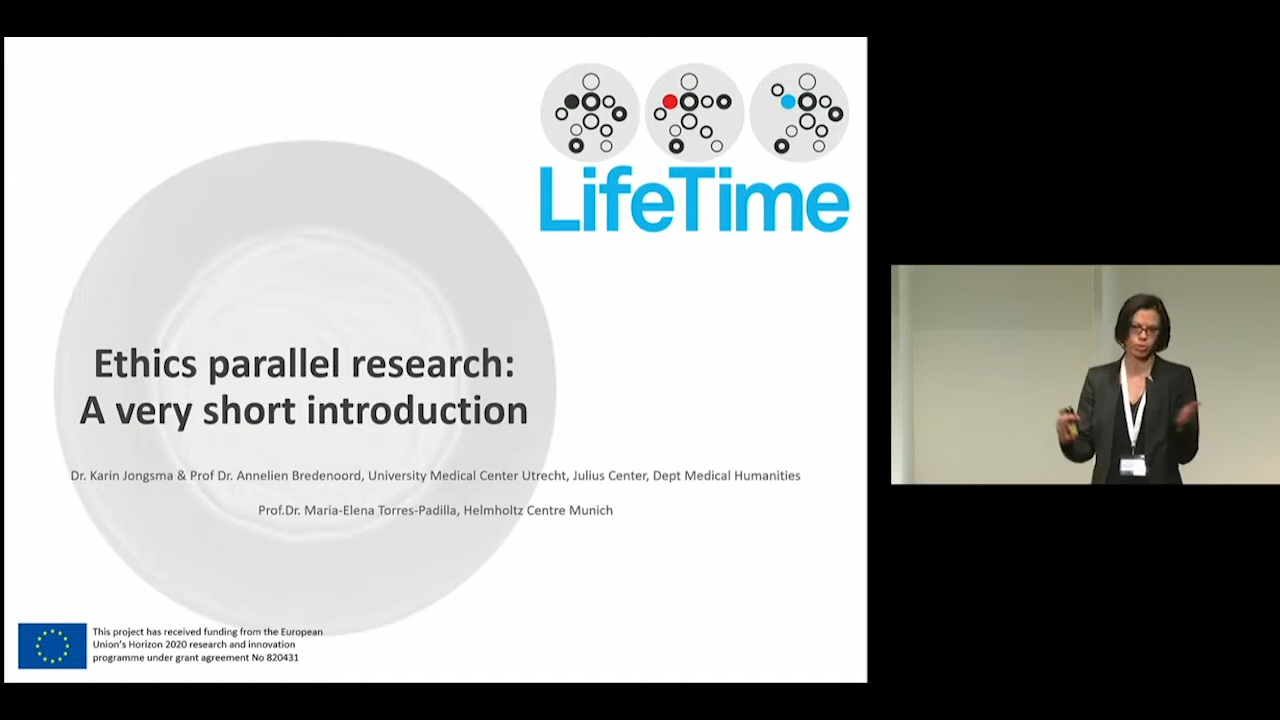 LifeTime
Ethics parallel research:
A very short introduction
Dr. Karin Jongsma & Prof Dr. Annelien Bredenoord, University Medical Center Utrecht, Julius Center, Dept Medical Humanities
Prof.Dr. Maria-Elena Torres-Padilla, Helmholtz Centre Munich
This project has received funding from the European
Union's Horizon 2020 research and innovation
programme under grant agreement No 820431